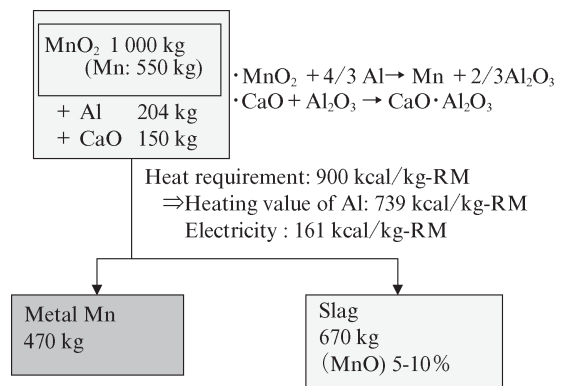 MnO₂ 1 000 kg
(Mn: 550 kg)
+ Al 204 kg
+ CaO 150 kg
·MnO₂ +4/3 Al→ Mn +2/3Al₂O₃
·CaO + Al₂O₃ → CaO·Al₂O₃
Heat requirement: 900 kcal/kg-RM
⇒Heating value of Al: 739 kcal/kg-RM
Electricity : 161 kcal/kg-RM
Metal Mn
470 kg
Slag
670 kg
(MnO) 5-10%